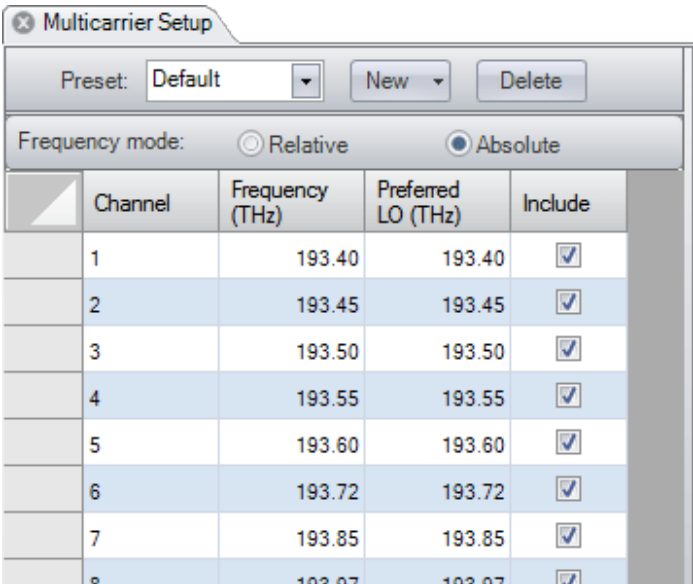 Multicarrier Setup
Preset: Default New Delete
Frequency mode: Relative Absolute
Channel Frequency (THz) Preferred LO (THz) Include
1 193.40 193.40
2 193.45 193.45
3 193.50 193.50
4 193.55 193.55
5 193.60 193.60
6 193.72 193.72
7 193.85 193.85